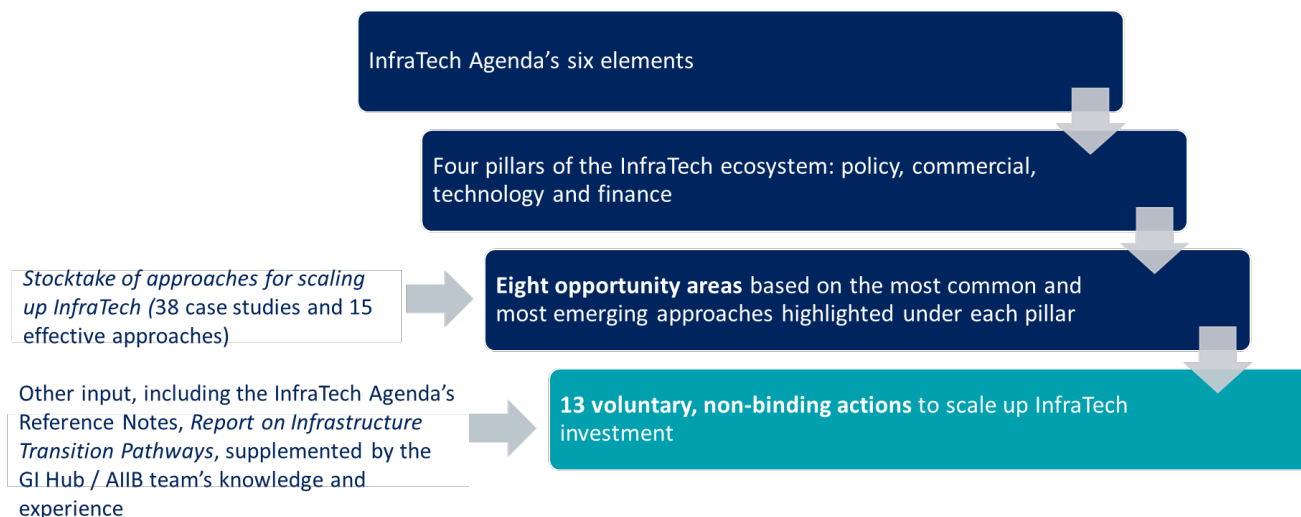 InfraTech Agenda’s six elements
Four pillars of the InfraTech ecosystem: policy, commercial,
technology and finance
Stocktake of approaches for scaling
up InfraTech (38 case studies and 15
effective approaches)
Eight opportunity areas based on the most common and
most emerging approaches highlighted under each pillar
Other input, including the InfraTech Agenda’s
Reference Notes, Report on Infrastructure
Transition Pathways, supplemented by the
GI Hub / AIIB team’s knowledge and
experience
13 voluntary, non-binding actions to scale up InfraTech
investment